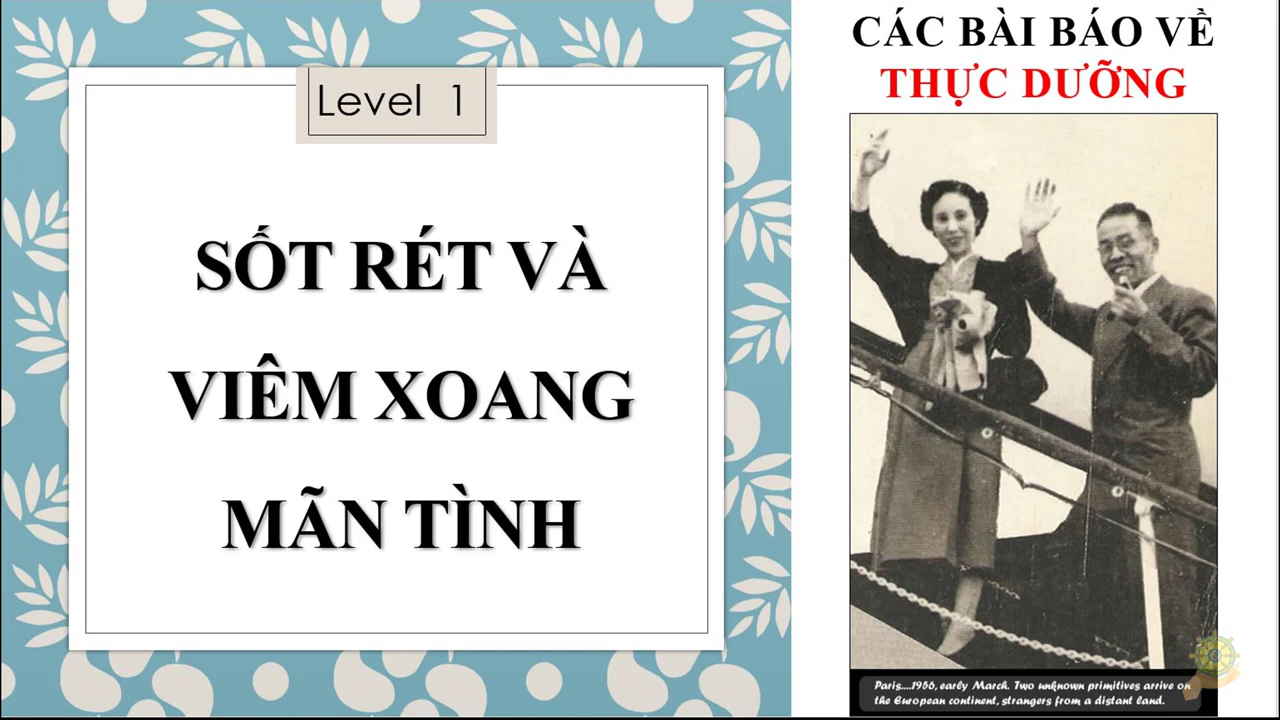 Level 1
SỐT RÉT VÀ
VIÊM XOANG
MÃN TÌNH
CÁC BÀI BÁO VỀ
THỰC DƯỠNG
Paris....1956, early March. Two unknown primitives arrive on
the European continent, strangers from a distant land.